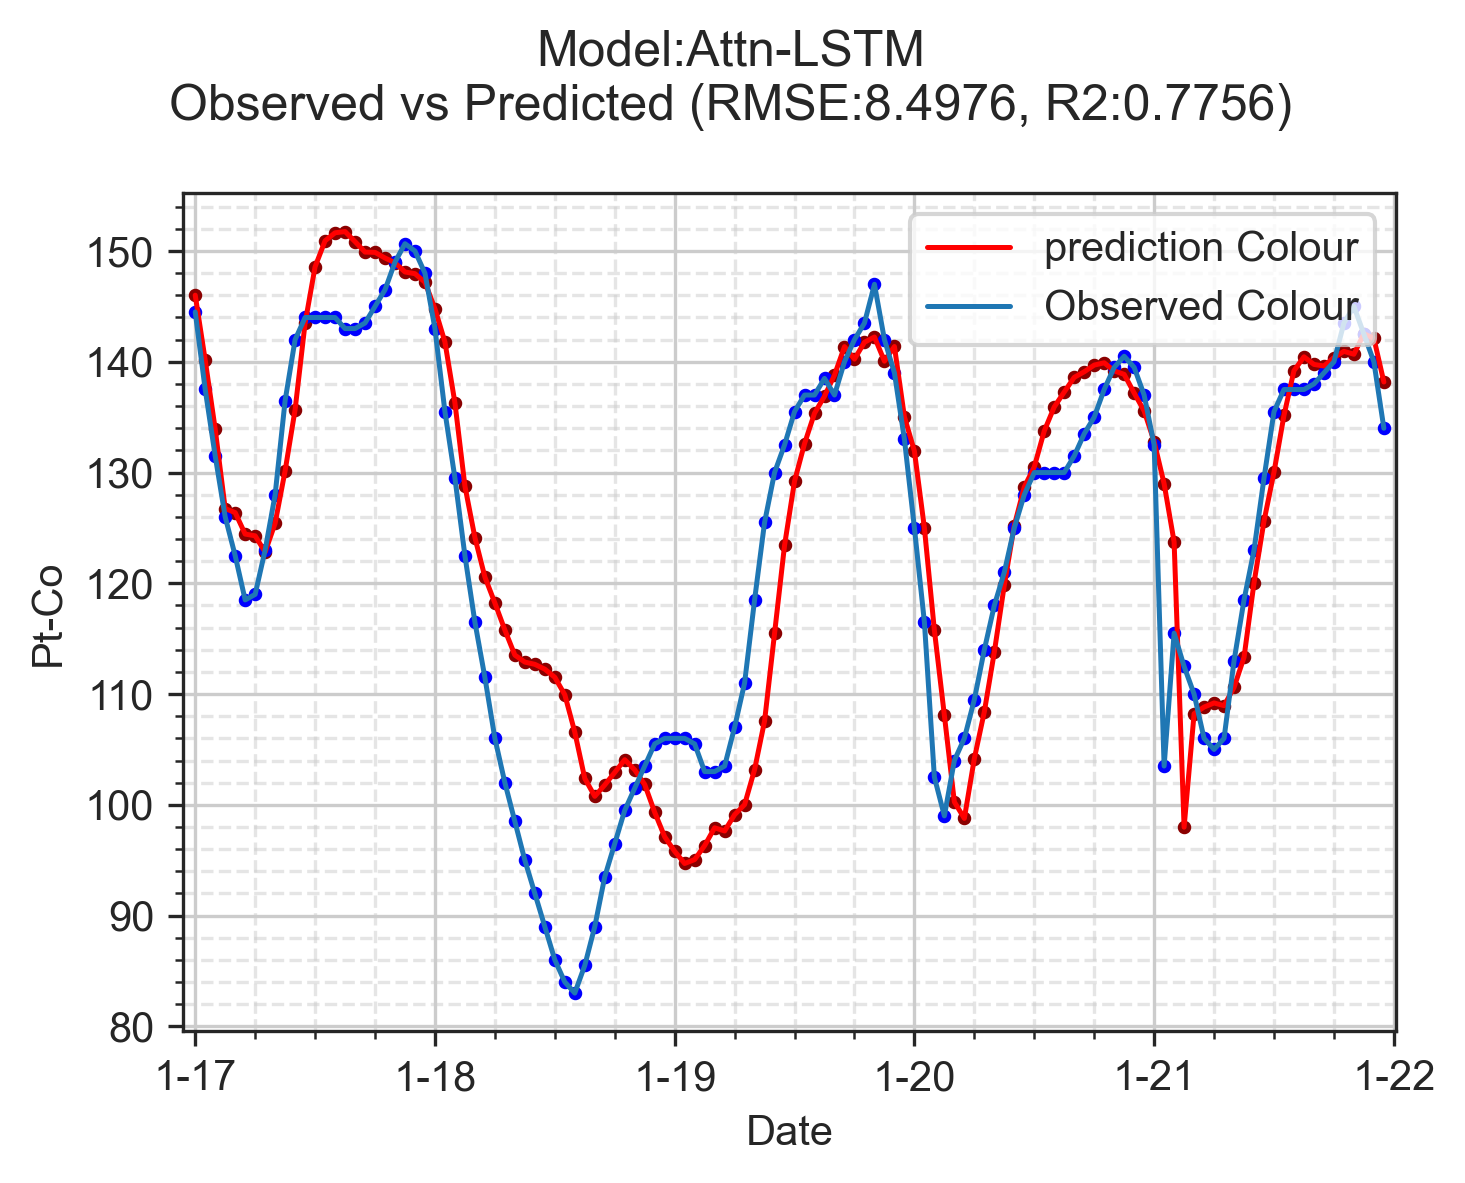 Model:Attn-LSTM
Observed vs Predicted (RMSE:8.4976, R2:0.7756)
prediction Colour
Observed Colour
150
140
130
120
110
100
90
80
Pt-Co
1-17 1-18 1-19 1-20 1-21 1-22
Date